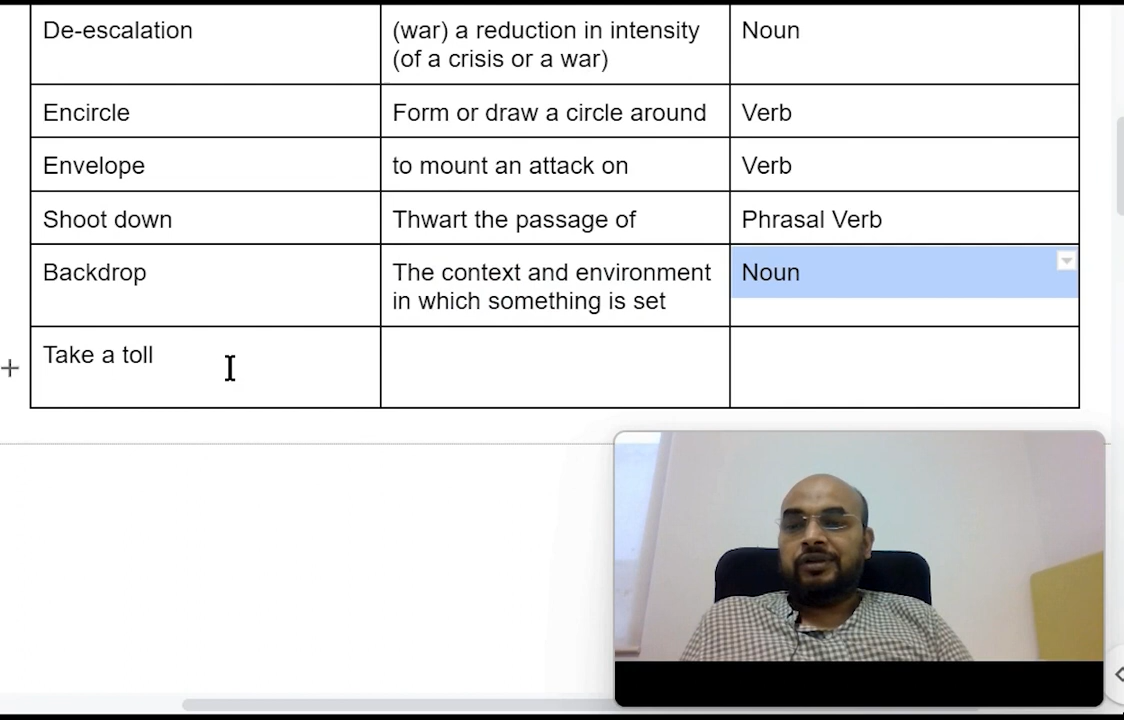 De-escalation
(war) a reduction in intensity
(of a crisis or a war)
Noun
Encircle
Form or draw a circle around
Verb
Envelope
to mount an attack on
Verb
Shoot down
Thwart the passage of
Phrasal Verb
Backdrop
The context and environment
in which something is set
Noun
Take a toll